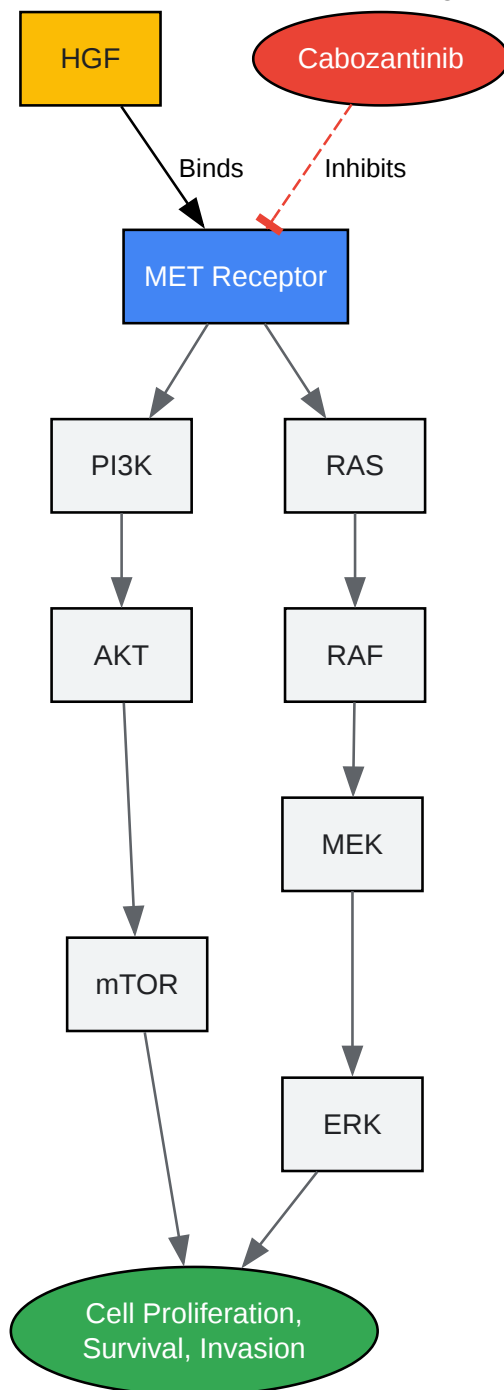 HGF
Cabozantinib
Binds
Inhibits
MET Receptor
PI3K
RAS
AKT
RAF
MEK
mTOR
ERK
Cell Proliferation,
Survival, Invasion